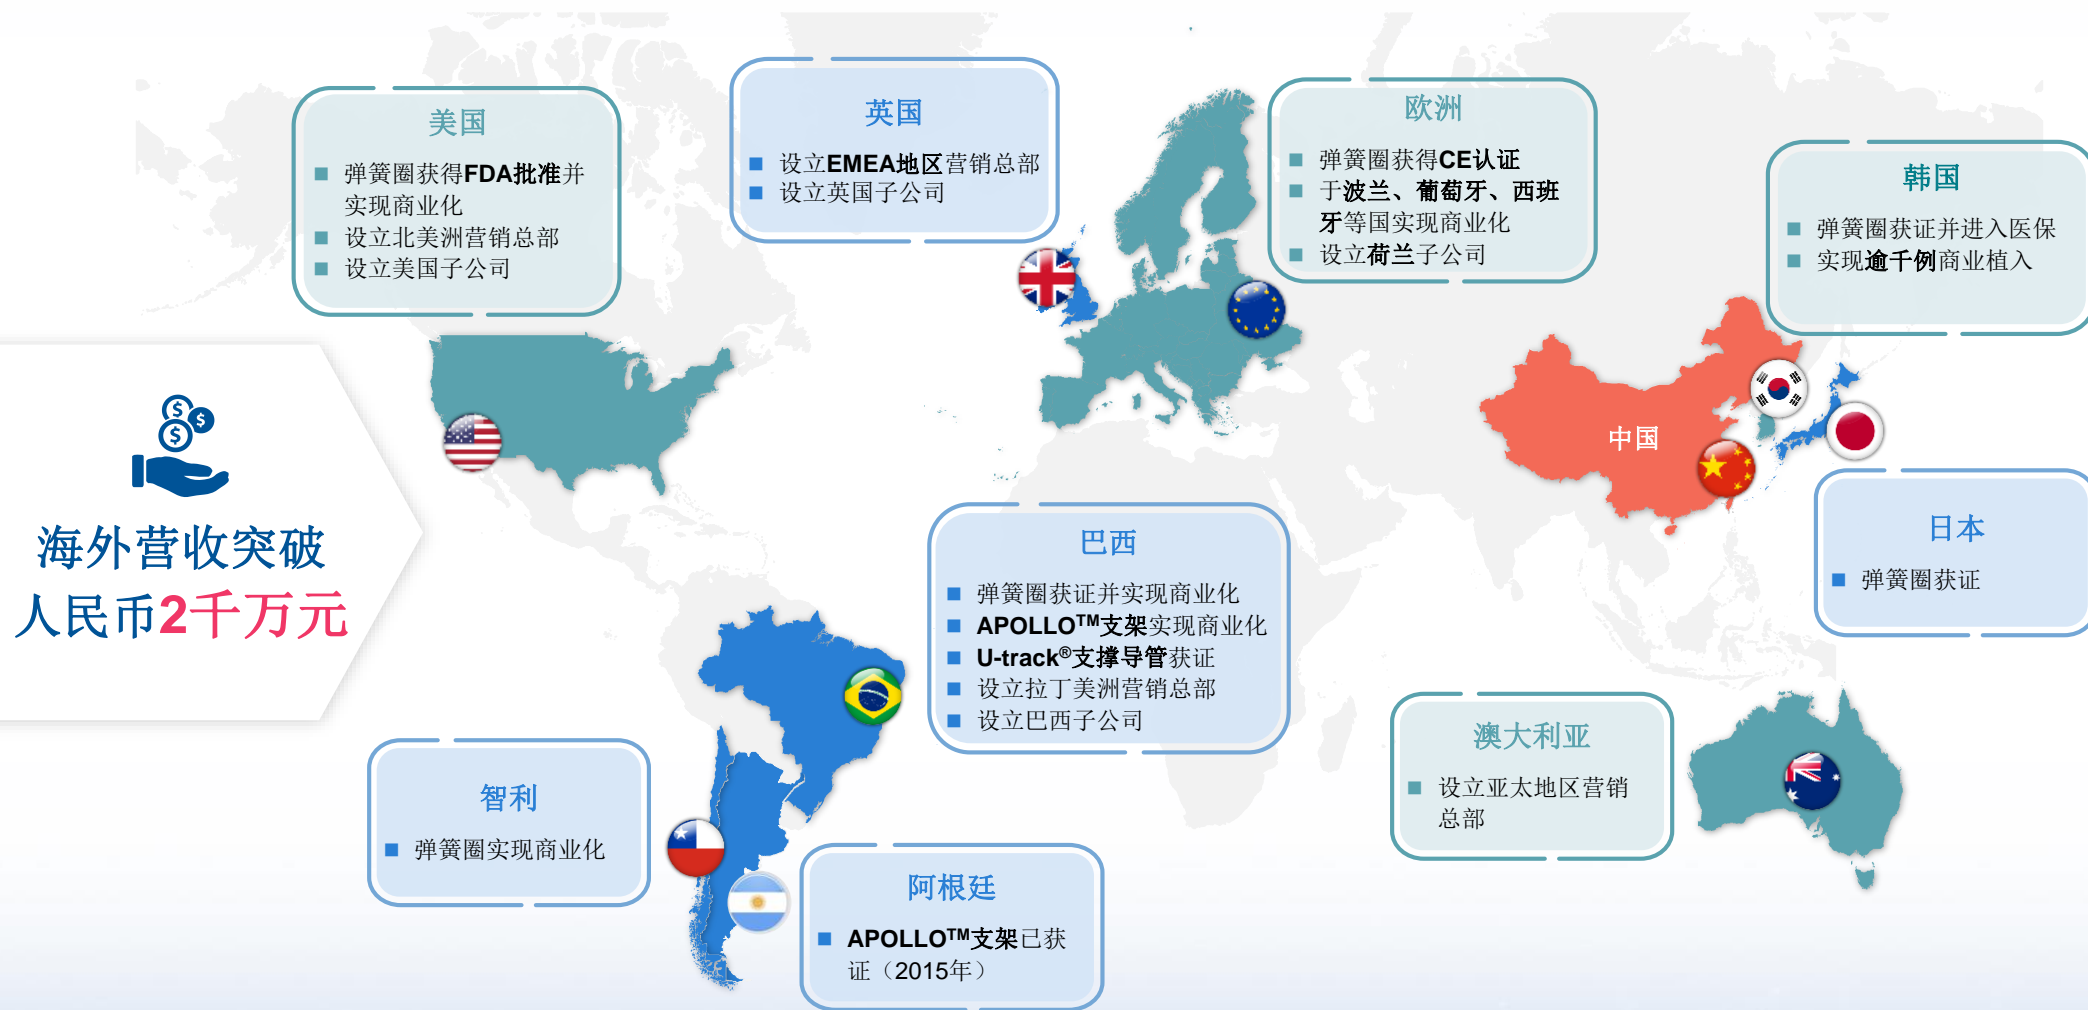 美国
弹簧圈获得FDA批准并
实现商业化
设立北美洲营销总部
设立美国子公司
英国
设立EMEA地区营销总部
设立英国子公司
欧洲
弹簧圈获得CE认证
于波兰、葡萄牙、西班
牙等国实现商业化
设立荷兰子公司
韩国
弹簧圈获证并进入医保
实现逾千例商业植入
海外营收突破
人民币2千万元
中国
日本
弹簧圈获证
巴西
弹簧圈获证并实现商业化
APOLLO™支架实现商业化
U-track®支撑导管获证
设立拉丁美洲营销总部
设立巴西子公司
澳大利亚
设立亚太地区营销
总部
智利
弹簧圈实现商业化
阿根廷
APOLLO™支架已获
证（2015年）